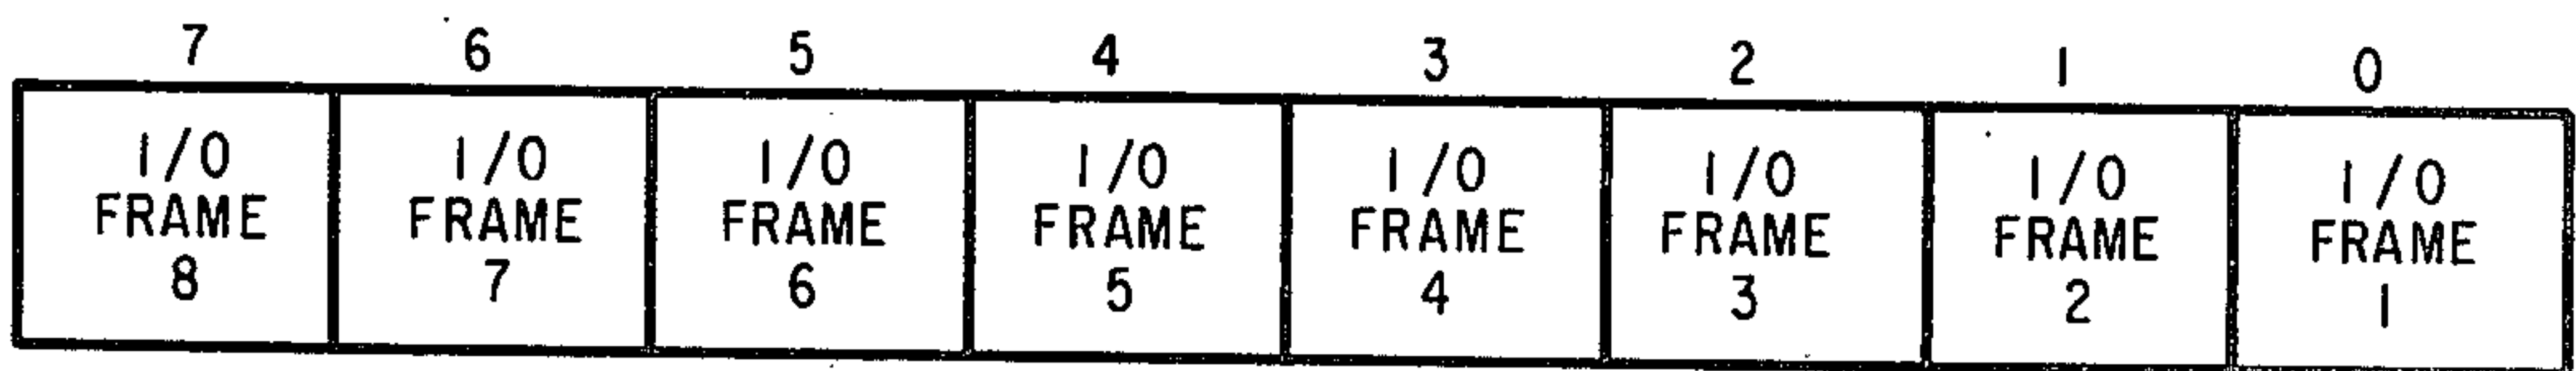 7 6 5 4 3 2 1 0
I/O I/O I/O I/O I/O I/O I/O I/O
FRAME FRAME FRAME FRAME FRAME FRAME FRAME FRAME
8 7 6 5 4 3 2 1